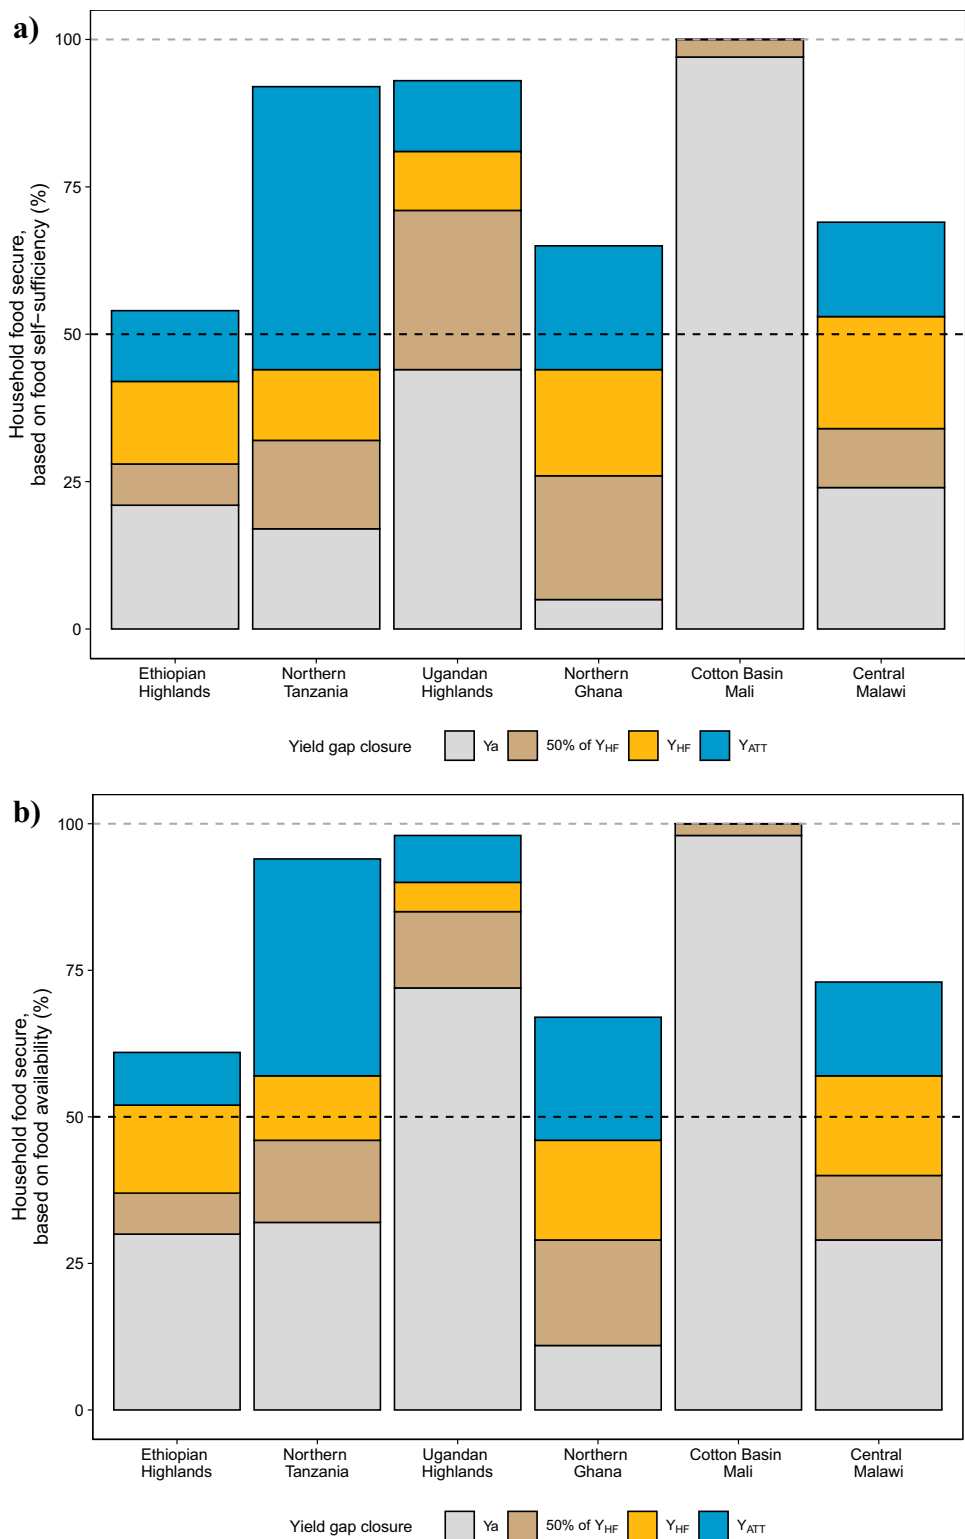 a)
Household food secure,
based on food self−sufficiency (%)
100
75
50
25
0
Ethiopian
Highlands
Northern
Tanzania
Ugandan
Highlands
Northern
Ghana
Cotton Basin
Mali
Central
Malawi
Yield gap closure Ya 50% of YHF YHF YATT
b)
Household food secure,
based on food availability (%)
100
75
50
25
0
Ethiopian
Highlands
Northern
Tanzania
Ugandan
Highlands
Northern
Ghana
Cotton Basin
Mali
Central
Malawi
Yield gap closure Ya 50% of YHF YHF YATT